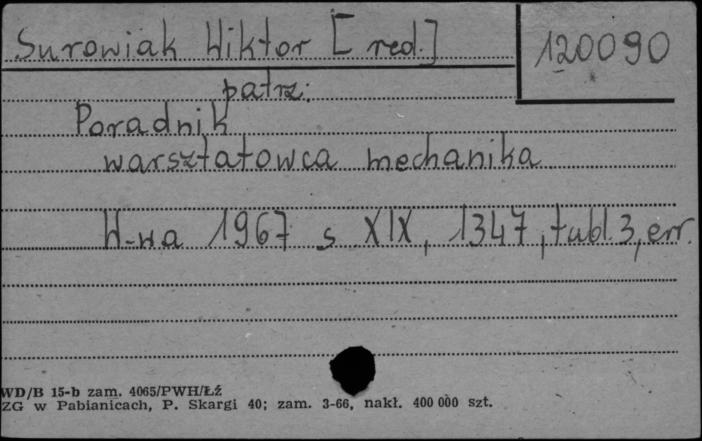 Surowiak Wiktor [red.]
120090
patrz:
Poradnik
warsztatowca mechanika
W-wa 1967 s XIX, 1347, tabl. 3, err.
WD/B 15-b zam. 4065/PWH/Łź
ZG w Pabianicach, P. Skargi 40; zam. 3-66, nakł. 400 000 szt.